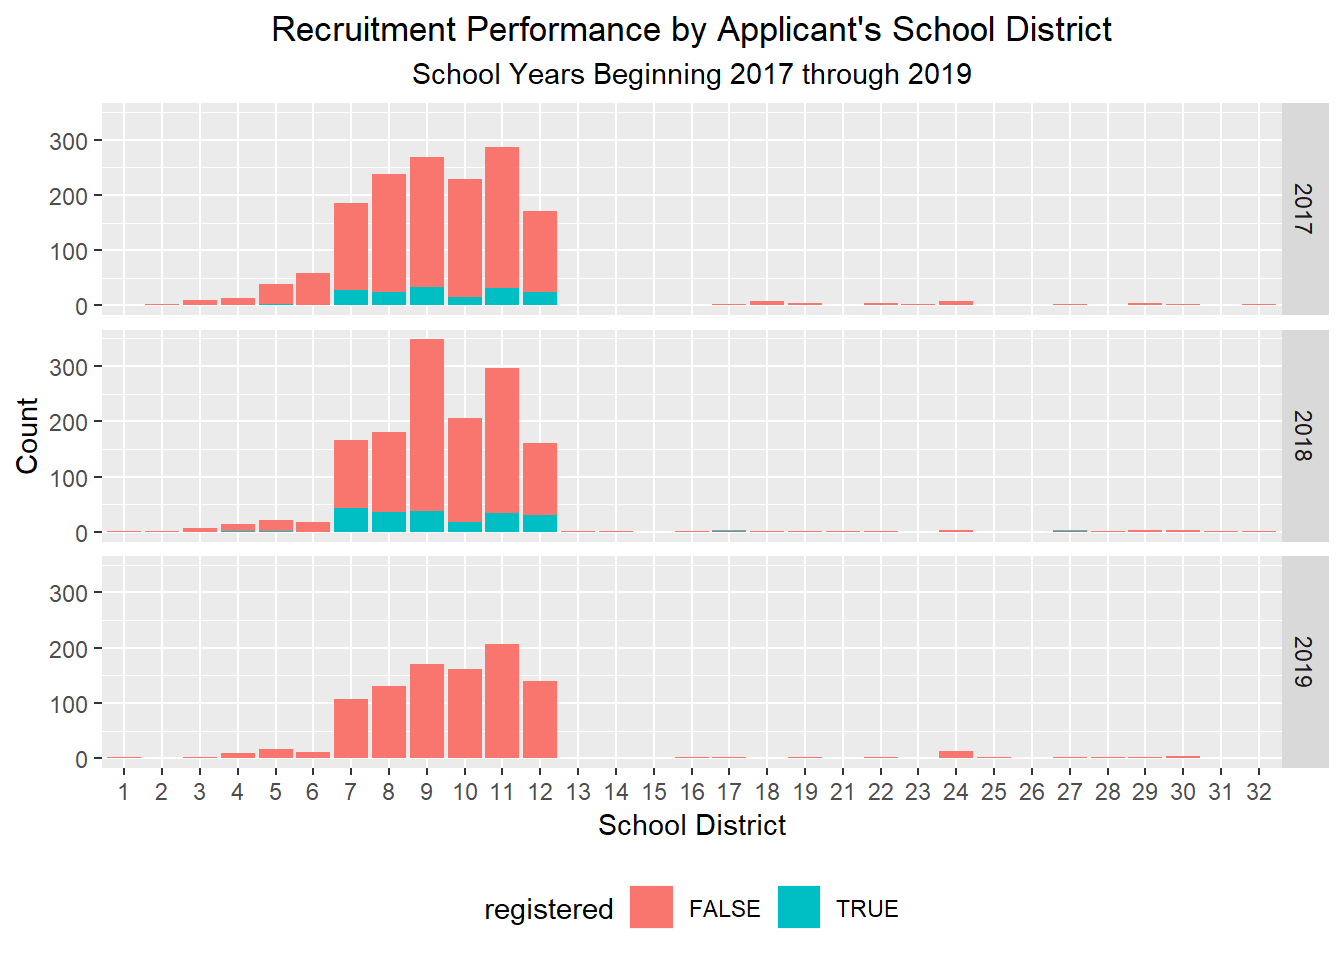 Recruitment Performance by Applicant's School District
School Years Beginning 2017 through 2019
300
200
100
0
2017
300
200
100
0
2018
Count
300
200
100
0
2019
1 2 3 4 5 6 7 8 9 10 11 12 13 14 15 16 17 18 19 21 22 23 24 25 26 27 28 29 30 31 32
School District
registered FALSE TRUE